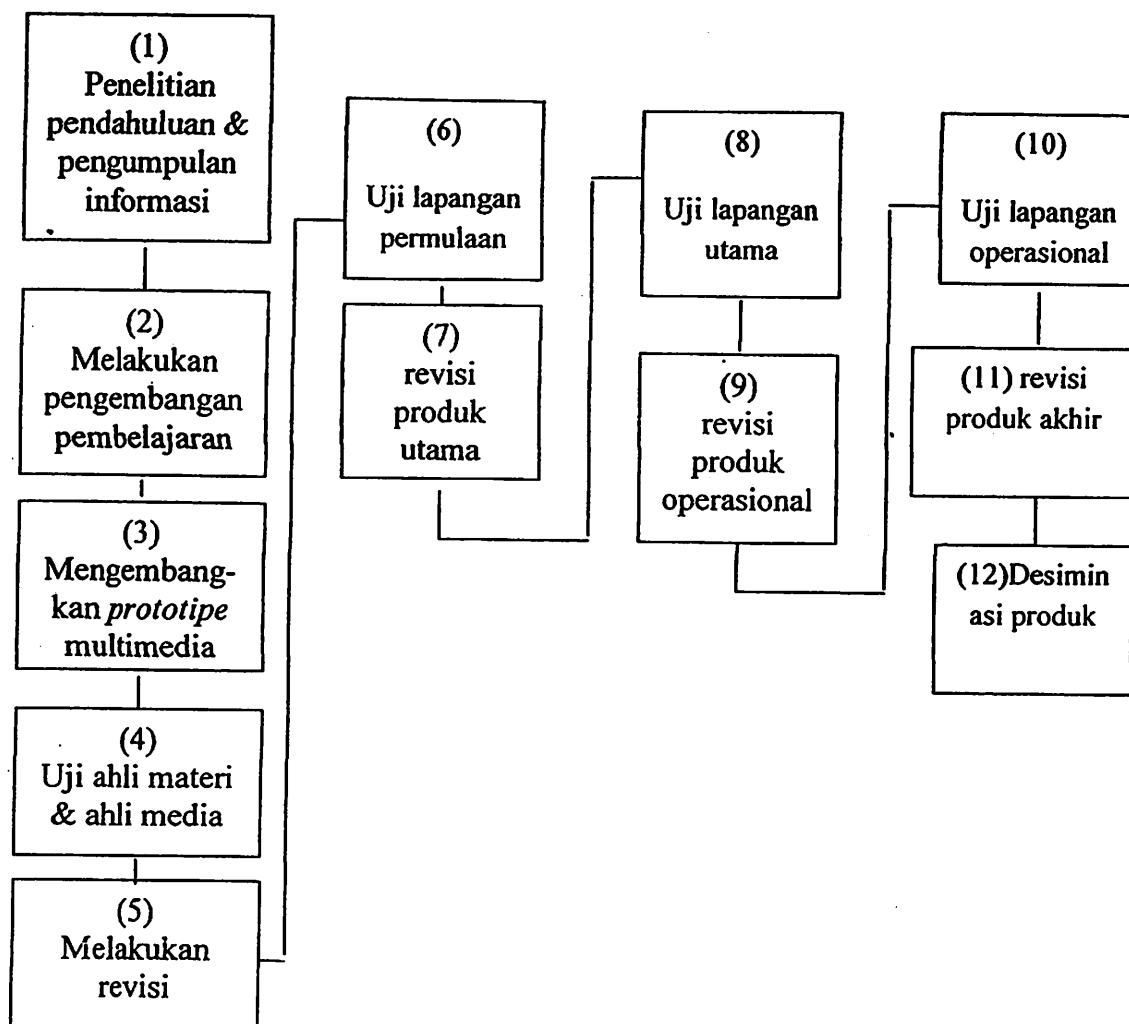 (1)
Penelitian
pendahuluan &
pengumpulan
informasi
(2)
Melakukan
pengembangan
pembelajaran
(3)
Mengembang-
kan prototipe
multimedia
(4)
Uji ahli materi
& ahli media
(5)
Melakukan
revisi
(6)
Uji lapangan
permulaan
(7)
revisi
produk
utama
(8)
Uji lapangan
utama
(9)
revisi
produk
operasional
(10)
Uji lapangan
operasional
(11) revisi
produk akhir
(12)Desimin
asi produk